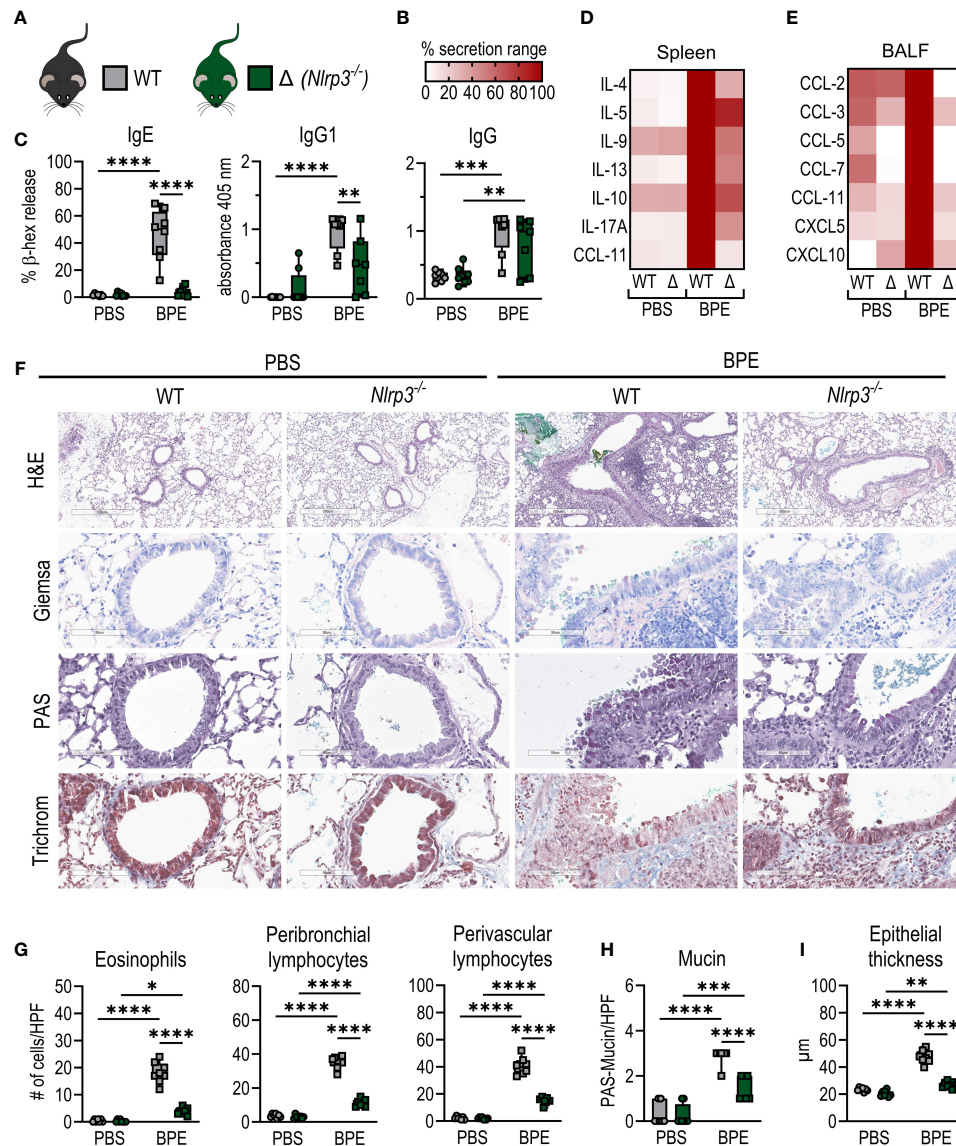 A
WT
Δ (Nlrp3-/-)
B
% secretion range
0 20 40 60 80 100
C
IgE
% β-hex release
100
80
60
40
20
0
****
****
PBS BPE
IgG1
absorbance 405 nm
2
1
0
****
**
PBS BPE
IgG
2
1
0
***
**
PBS BPE
D
Spleen
IL-4
IL-5
IL-9
IL-13
IL-10
IL-17A
CCL-11
WT Δ WT Δ
PBS BPE
E
BALF
CCL-2
CCL-3
CCL-5
CCL-7
CCL-11
CXCL5
CXCL10
WT Δ WT Δ
PBS BPE
F
PBS BPE
WT Nlrp3-/- WT Nlrp3-/-
H&E
Giemsa
PAS
Trichrom
G
Eosinophils
# of cells/HPF
50
40
30
20
10
0
*
****
****
PBS BPE
Peribronchial
lymphocytes
80
60
40
20
0
****
****
****
PBS BPE
Perivascular
lymphocytes
100
80
60
40
20
0
****
****
****
PBS BPE
H
Mucin
PAS-Mucin/HPF
6
4
2
0
***
****
****
PBS BPE
I
Epithelial
thickness
µm
100
80
60
40
20
0
**
****
****
PBS BPE